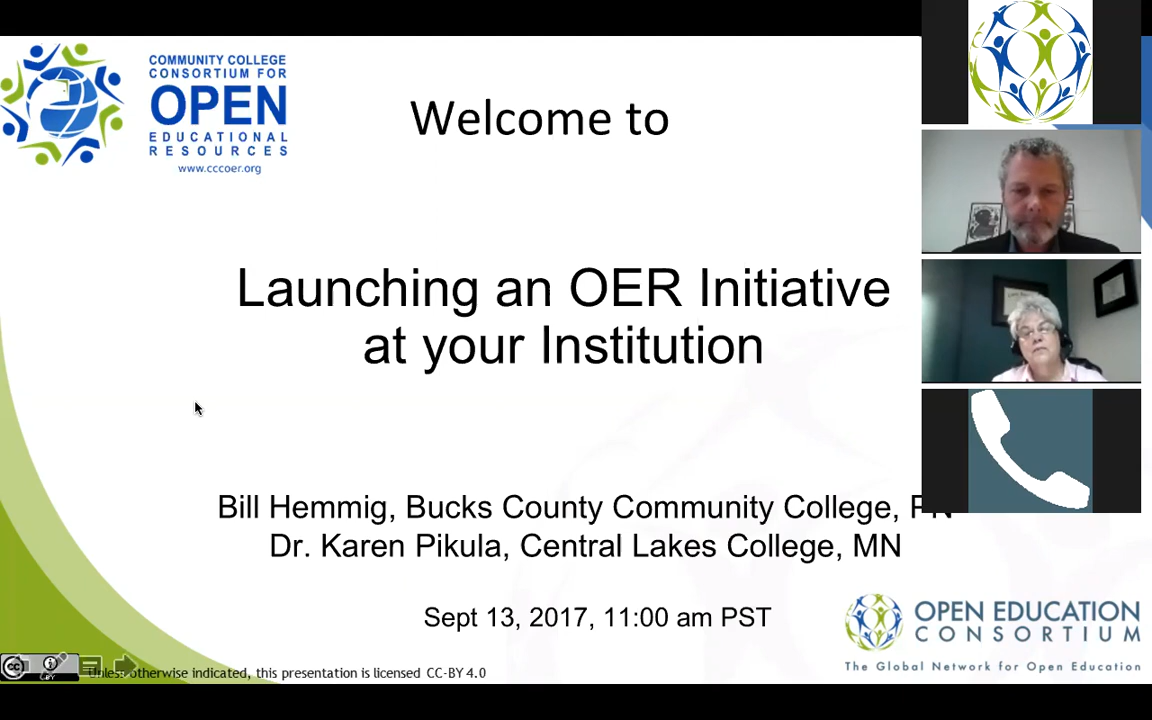 COMMUNITY COLLEGE
CONSORTIUM FOR
OPEN
EDUCATIONAL
RESOURCES
www.cccoer.org
Welcome to
Launching an OER Initiative
at your Institution
Bill Hemmig, Bucks County Community College,
Dr. Karen Pikula, Central Lakes College, MN
Sept 13, 2017, 11:00 am PST
OPEN EDUCATION
CONSORTIUM
The Global Network for Open Education
cc
BY
Unless otherwise indicated, this presentation is licensed CC-BY 4.0